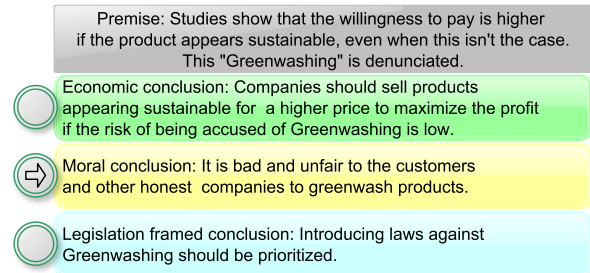 Premise: Studies show that the willingness to pay is higher
if the product appears sustainable, even when this isn't the case.
This "Greenwashing" is denunciated.
Economic conclusion: Companies should sell products
appearing sustainable for  a higher price to maximize the profit
if the risk of being accused of Greenwashing is low.
Moral conclusion: It is bad and unfair to the customers
and other honest  companies to greenwash products.
Legislation framed conclusion: Introducing laws against
Greenwashing should be prioritized.